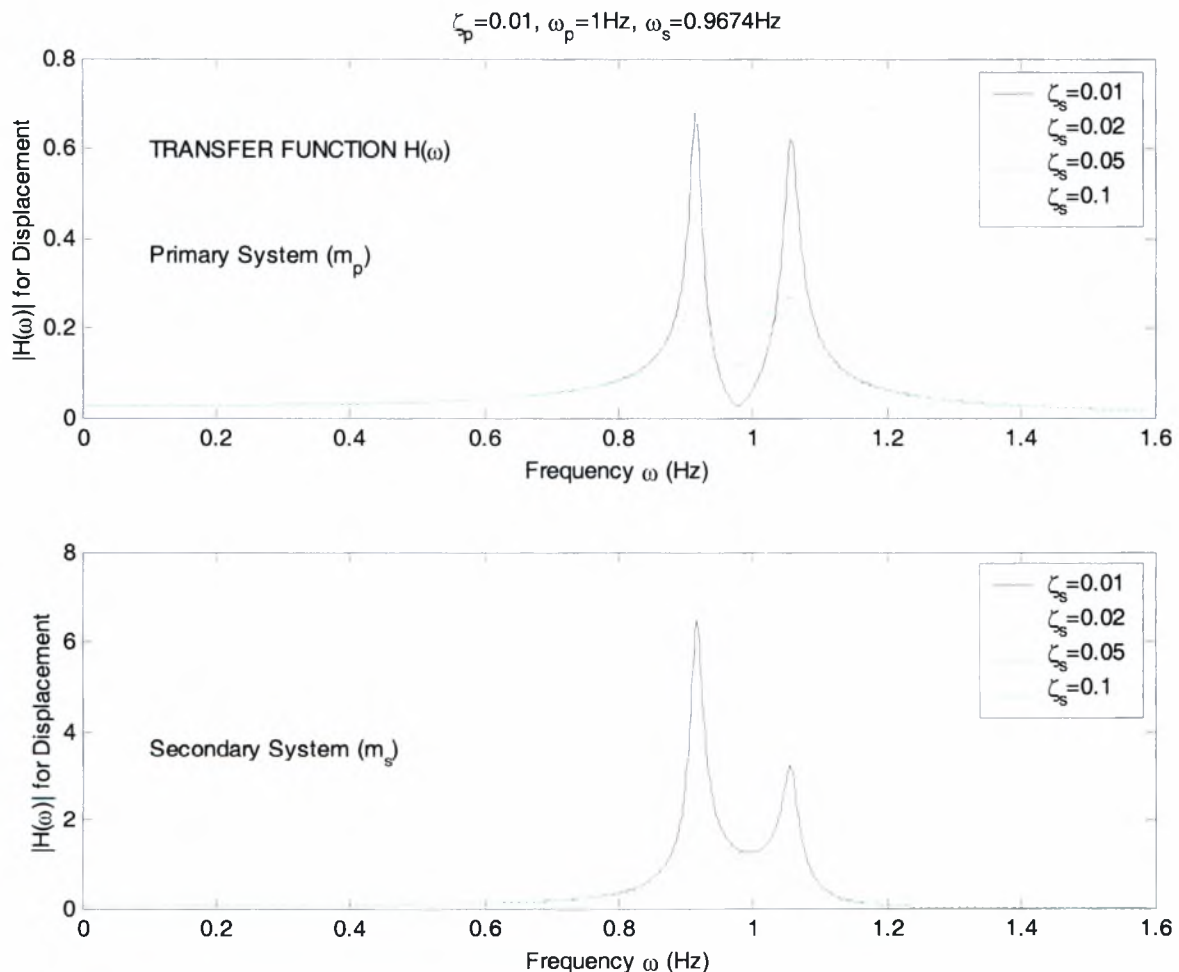 ζp=0.01, ωp=1Hz, ωs=0.9674Hz
0.8
0.6
0.4
0.2
0
|H(ω)| for Displacement
TRANSFER FUNCTION H(ω)
Primary System (mp)
ζs=0.01
ζs=0.02
ζs=0.05
ζs=0.1
0 0.2 0.4 0.6 0.8 1 1.2 1.4 1.6
Frequency ω (Hz)
8
6
4
2
0
|H(ω)| for Displacement
Secondary System (ms)
ζs=0.01
ζs=0.02
ζs=0.05
ζs=0.1
0 0.2 0.4 0.6 0.8 1 1.2 1.4 1.6
Frequency ω (Hz)